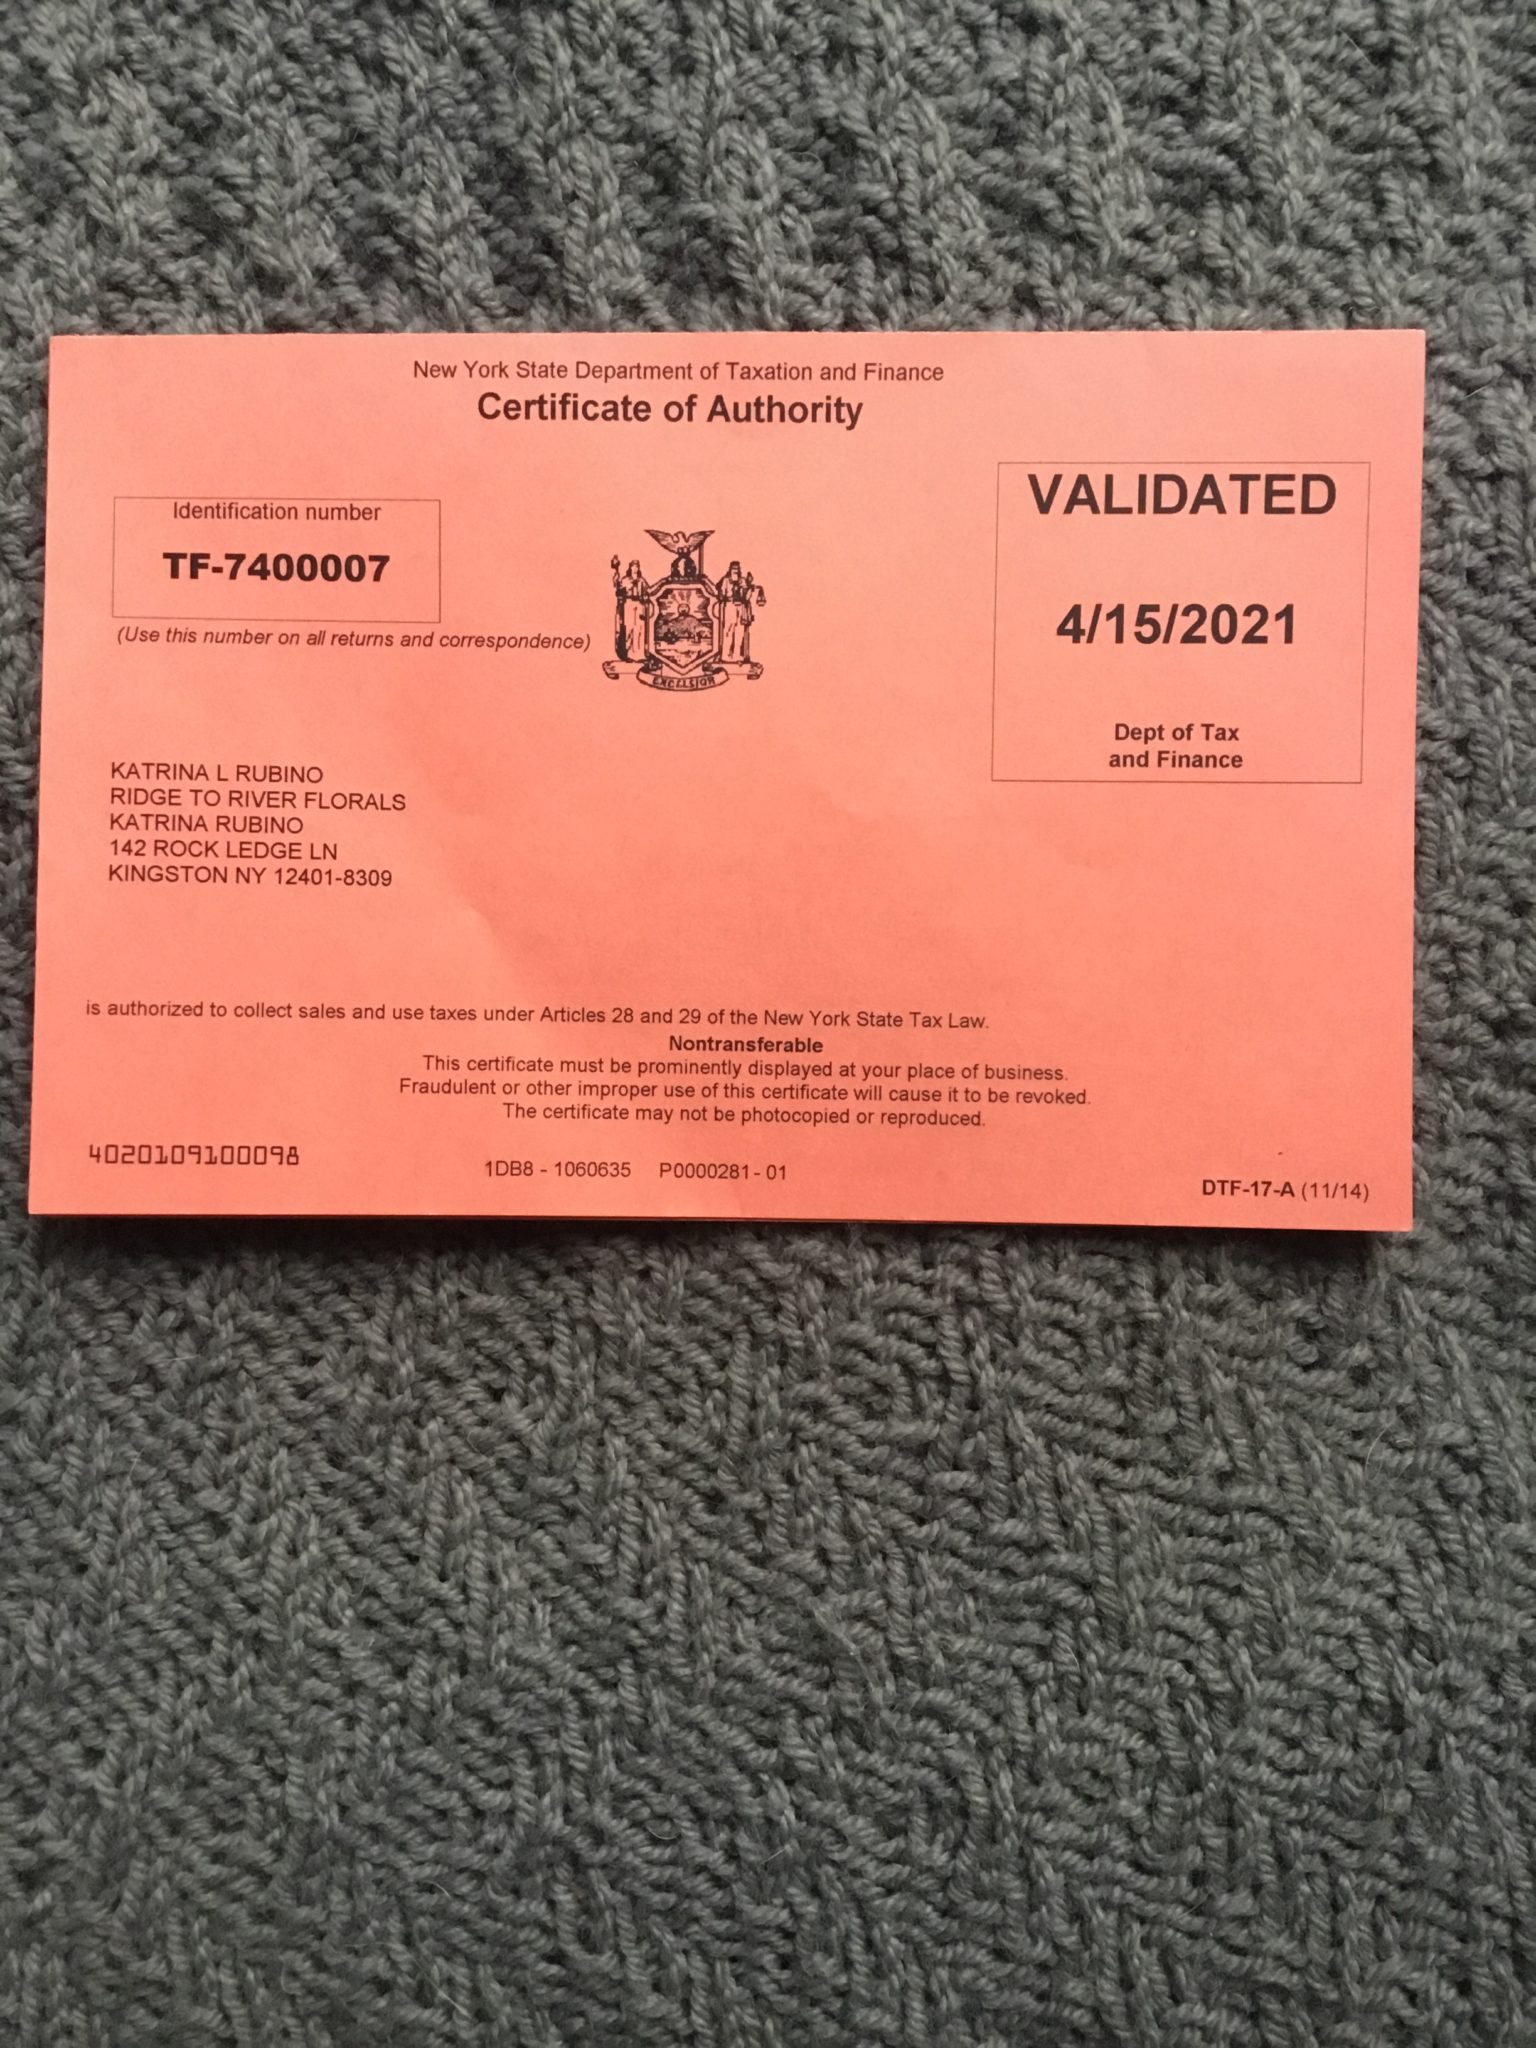 New York State Department of Taxation and Finance
Certificate of Authority
Identification number
TF-7400007
(Use this number on all returns and correspondence)
EXCELSIOR
VALIDATED
4/15/2021
Dept of Tax
and Finance
KATRINA L RUBINO
RIDGE TO RIVER FLORALS
KATRINA RUBINO
142 ROCK LEDGE LN
KINGSTON NY 12401-8309
is authorized to collect sales and use taxes under Articles 28 and 29 of the New York State Tax Law.
Nontransferable
This certificate must be prominently displayed at your place of business.
Fraudulent or other improper use of this certificate will cause it to be revoked.
The certificate may not be photocopied or reproduced.
4020109100098
1DB8 - 1060635 P0000281 - 01
DTF-17-A (11/14)